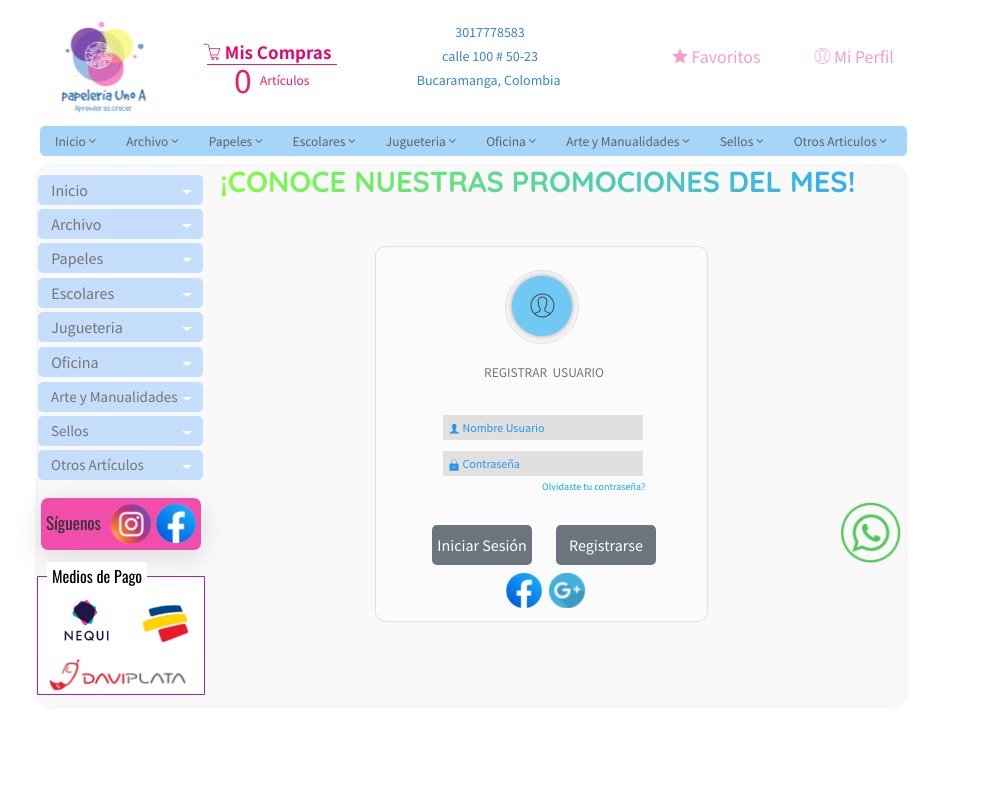 papelería Uno A
Aprender es crecer
Mis Compras
0 Artículos
3017778583
calle 100 # 50-23
Bucaramanga, Colombia
Favoritos
Mi Perfil
Inicio Archivo Papeles Escolares Jugueteria Oficina Arte y Manualidades Sellos Otros Articulos
¡CONOCE NUESTRAS PROMOCIONES DEL MES!
Inicio
Archivo
Papeles
Escolares
Jugueteria
Oficina
Arte y Manualidades
Sellos
Otros Artículos
Síguenos
Medios de Pago
NEQUI
DAVIPLATA
REGISTRAR USUARIO
Nombre Usuario
Contraseña
Olvidaste tu contraseña?
Iniciar Sesión
Registrarse
G+